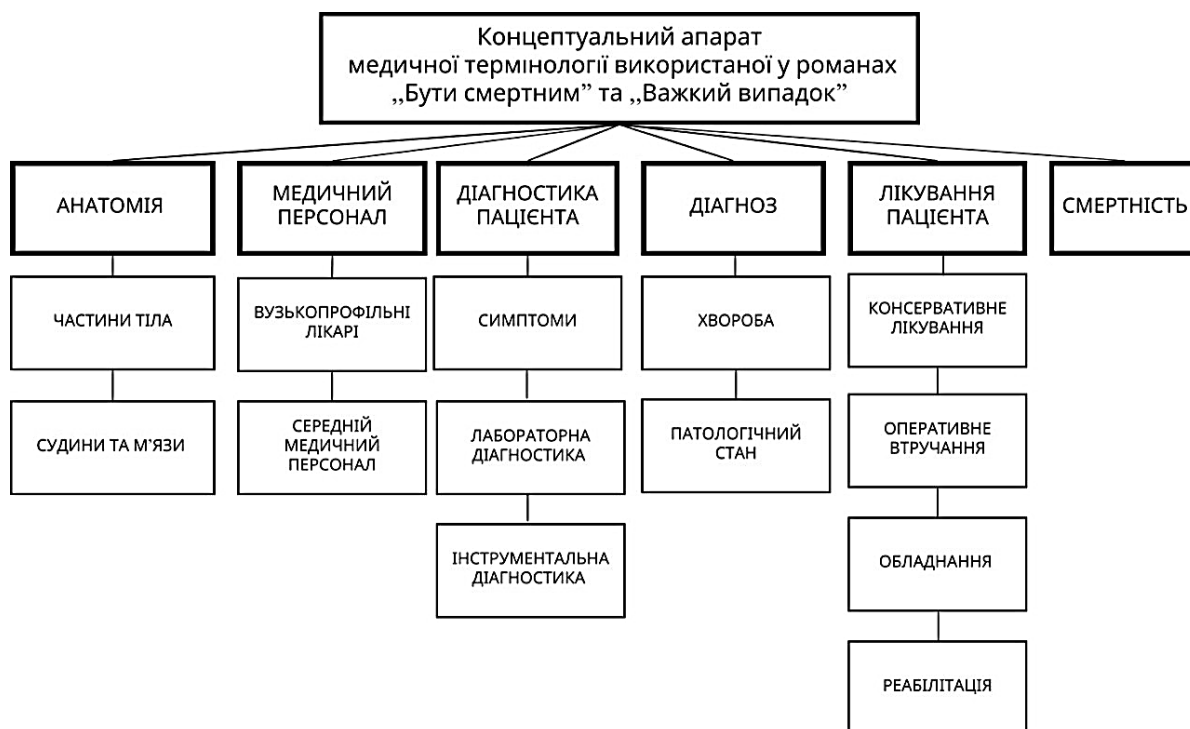 Концептуальний апарат
медичної термінології використаної у романах
,,Бути смертним” та ,,Важкий випадок”
АНАТОМІЯ
МЕДИЧНИЙ
ПЕРСОНАЛ
ДІАГНОСТИКА
ПАЦІЄНТА
ДІАГНОЗ
ЛІКУВАННЯ
ПАЦІЄНТА
СМЕРТНІСТЬ
ЧАСТИНИ ТІЛА
ВУЗЬКОПРОФІЛЬНІ
ЛІКАРІ
СИМПТОМИ
ХВОРОБА
КОНСЕРВАТИВНЕ
ЛІКУВАННЯ
СУДИНИ ТА М'ЯЗИ
СЕРЕДНІЙ
МЕДИЧНИЙ
ПЕРСОНАЛ
ЛАБОРАТОРНА
ДІАГНОСТИКА
ПАТОЛОГІЧНИЙ
СТАН
ОПЕРАТИВНЕ
ВТРУЧАННЯ
ІНСТРУМЕНТАЛЬНА
ДІАГНОСТИКА
ОБЛАДНАННЯ
РЕАБІЛІТАЦІЯ